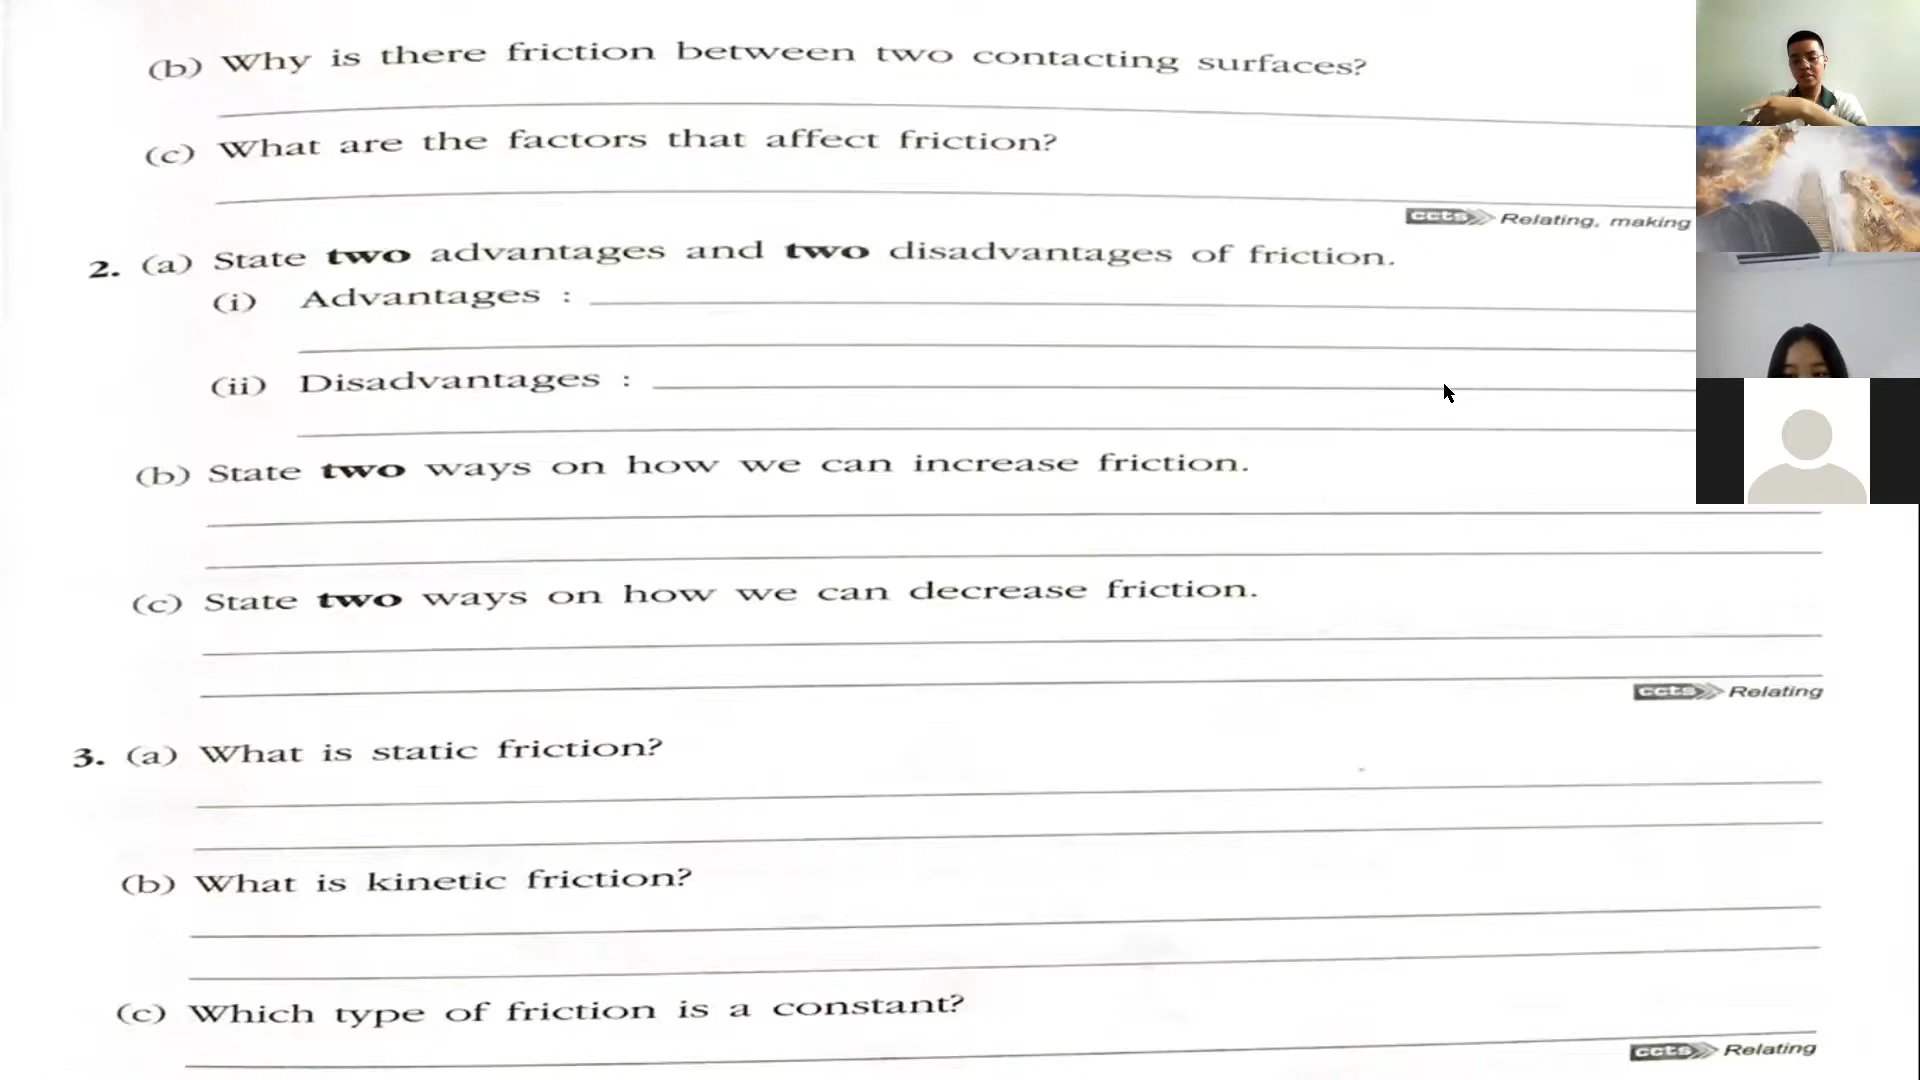 (b) Why is there friction between two contacting surfaces?
(c) What are the factors that affect friction?
ccts Relating, making
2. (a) State two advantages and two disadvantages of friction.
(i) Advantages :
(ii) Disadvantages :
(b) State two ways on how we can increase friction.
(c) State two ways on how we can decrease friction.
ccts Relating
3. (a) What is static friction?
(b) What is kinetic friction?
(c) Which type of friction is a constant?
ccts Relating